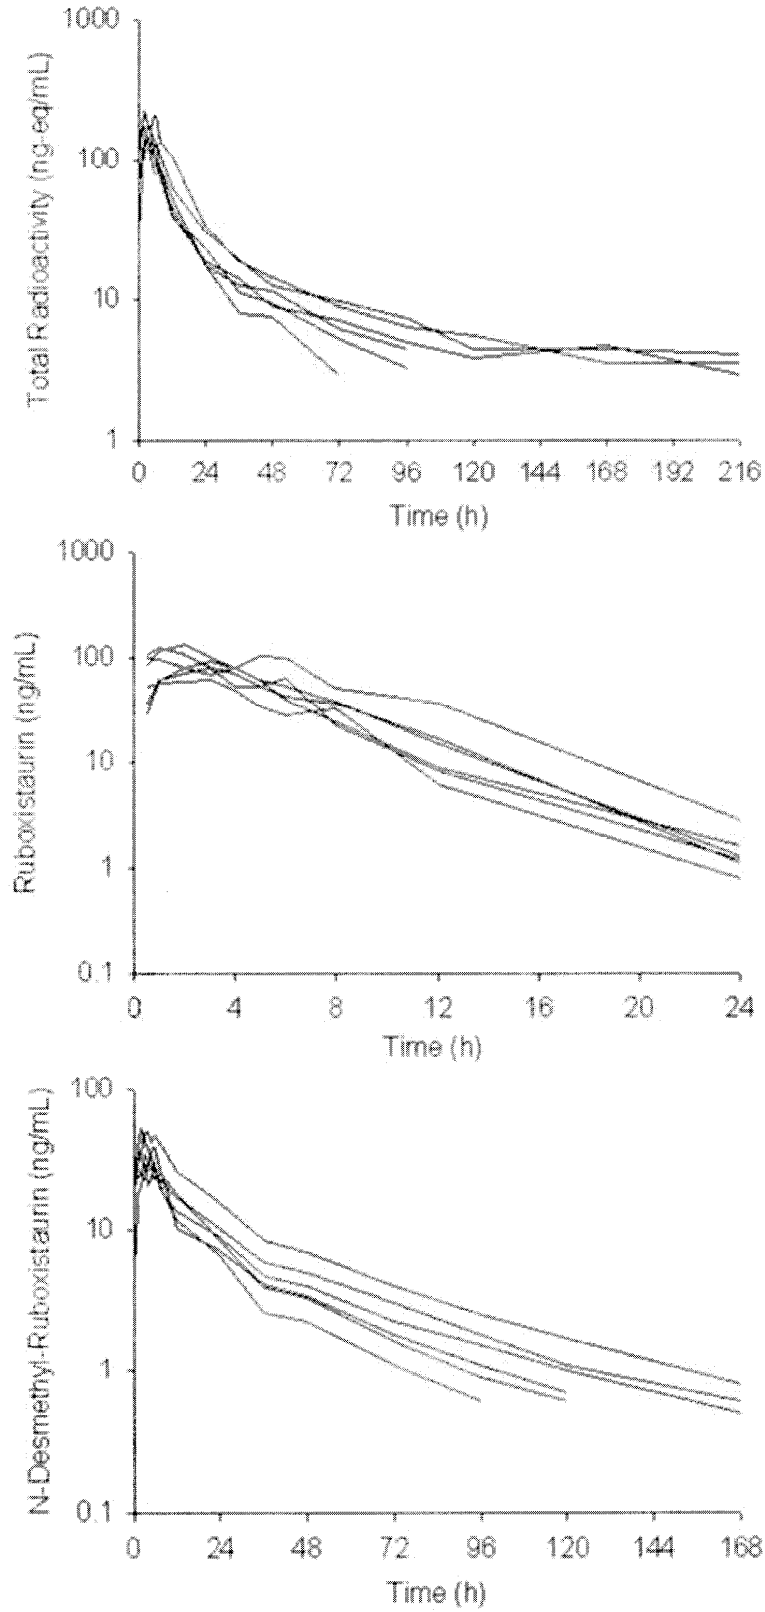 Total Radioactivity (ng-eq/mL)
1000
100
10
1
0 24 48 72 96 120 144 168 192 216
Time (h)
Ruboxistaurin (ng/mL)
1000
100
10
1
0.1
0 4 8 12 16 20 24
Time (h)
N-Desmethyl-Ruboxistaurin (ng/mL)
100
10
1
0.1
0 24 48 72 96 120 144 168
Time (h)